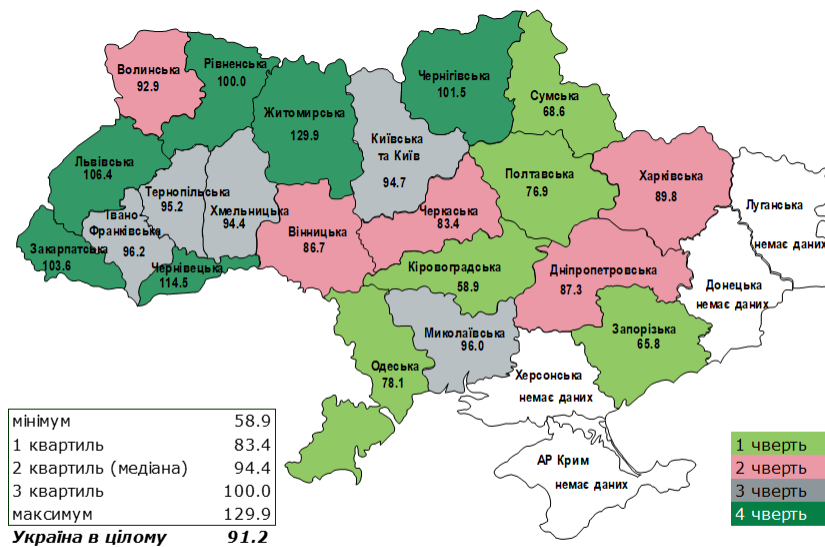 Волинська
92.9
Рівненська
100.0
Житомирська
129.9
Київська
та Київ
94.7
Чернігівська
101.5
Сумська
68.6
Львівська
106.4
Тернопільська
95.2
Хмельницька
94.4
Івано
Франківська
96.2
Закарпатська
103.6
Чернівецька
114.5
Вінницька
86.7
Черкаська
83.4
Полтавська
76.9
Харківська
89.8
Луганська
немає даних
Донецька
немає даних
Кіровоградська
58.9
Дніпропетровська
87.3
Запорізька
65.8
Миколаївська
96.0
Одеська
78.1
Херсонська
немає даних
АР Крим
немає даних
мінімум 58.9
1 квартиль 83.4
2 квартиль (медіана) 94.4
3 квартиль 100.0
максимум 129.9
Україна в цілому 91.2
1 чверть
2 чверть
3 чверть
4 чверть